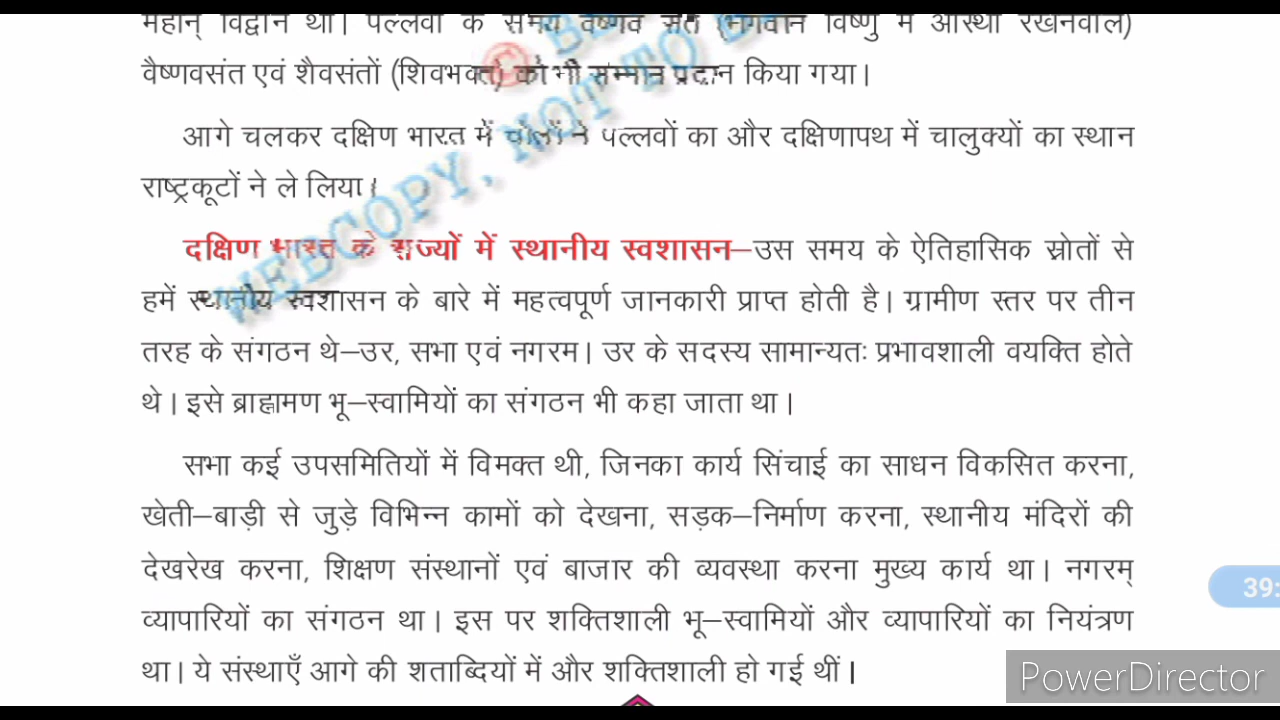 महान् विद्वान था। पल्लवों के समय वैष्णव संत (भगवान विष्णु में आस्था रखनेवाले)
वैष्णवसंत एवं शैवसंतों (शिवभक्त) को भी सम्मान प्रदान किया गया।
आगे चलकर दक्षिण भारत में चोलों ने पल्लवों का और दक्षिणापथ में चालुक्यों का स्थान
राष्ट्रकूटों ने ले लिया।
दक्षिण भारत के राज्यों में स्थानीय स्वशासन–उस समय के ऐतिहासिक स्रोतों से
हमें स्थानीय स्वशासन के बारे में महत्वपूर्ण जानकारी प्राप्त होती है। ग्रामीण स्तर पर तीन
तरह के संगठन थे–उर, सभा एवं नगरम। उर के सदस्य सामान्यतः प्रभावशाली वयक्ति होते
थे। इसे ब्राह्मामण भू–स्वामियों का संगठन भी कहा जाता था।
सभा कई उपसमितियों में विमक्त थी, जिनका कार्य सिंचाई का साधन विकसित करना,
खेती–बाड़ी से जुड़े विभिन्न कामों को देखना, सड़क–निर्माण करना, स्थानीय मंदिरों की
देखरेख करना, शिक्षण संस्थानों एवं बाजार की व्यवस्था करना मुख्य कार्य था। नगरम्
व्यापारियों का संगठन था। इस पर शक्तिशाली भू–स्वामियों और व्यापारियों का नियंत्रण
था। ये संस्थाएँ आगे की शताब्दियों में और शक्तिशाली हो गई थीं।
WEBCOPY, NOT TO
©
39:
PowerDirector